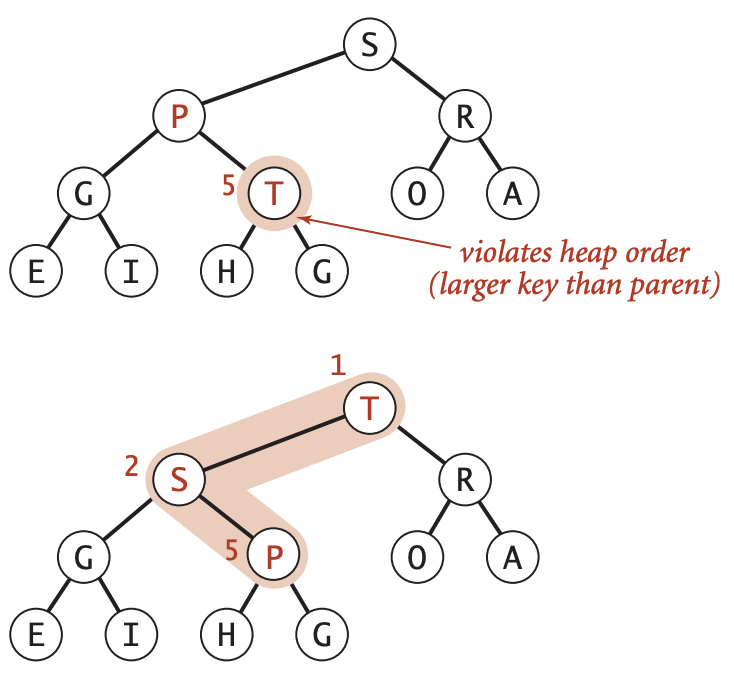 S
P R
G 5 T O A
violates heap order
(larger key than parent)
E I H G
1
T
2 S R
G 5 P O A
E I H G